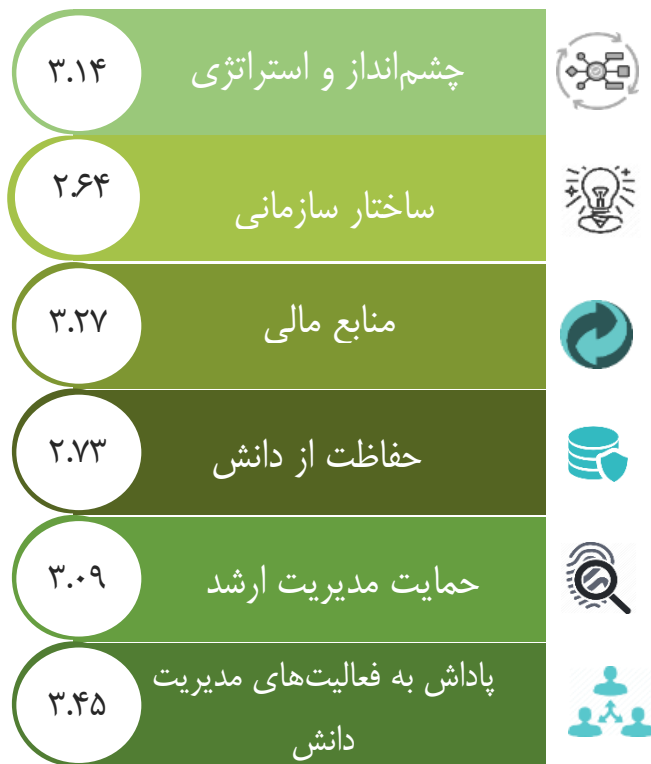 چشم‌انداز و استراتژی
۳.۱۴
ساختار سازمانی
۲.۶۴
منابع مالی
۳.۲۷
حفاظت از دانش
۲.۷۳
حمایت مدیریت ارشد
۳.۰۹
پاداش به فعالیت‌های مدیریت
دانش
۳.۴۵